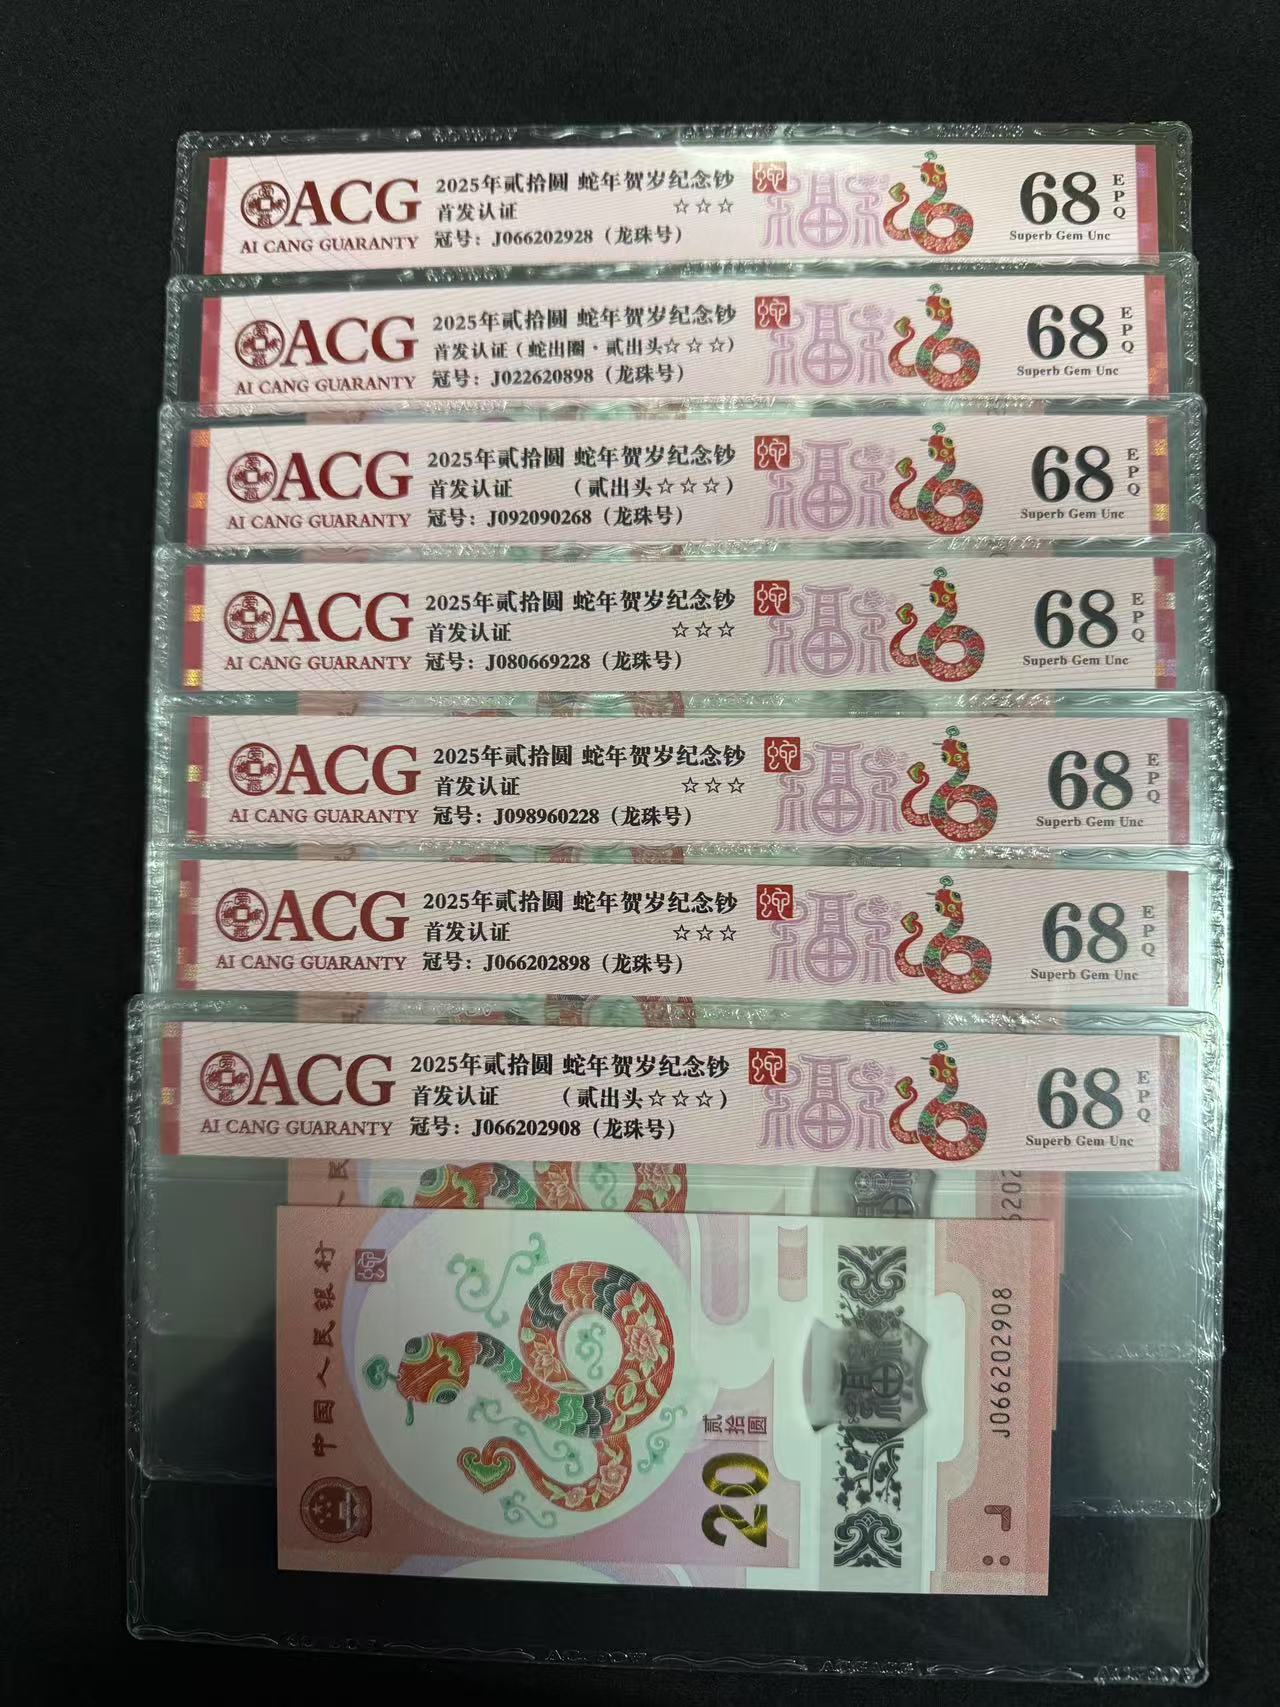 ACG
AI CANG GUARANTY
2025年贰拾圆 蛇年贺岁纪念钞
首发认证 ☆☆☆
冠号：J066202928（龙珠号）
68 EPQ
Superb Gem Unc
ACG
AI CANG GUARANTY
2025年贰拾圆 蛇年贺岁纪念钞
首发认证（蛇出圈·贰出头☆☆☆）
冠号：J022620898（龙珠号）
68 EPQ
Superb Gem Unc
ACG
AI CANG GUARANTY
2025年贰拾圆 蛇年贺岁纪念钞
首发认证 （贰出头☆☆☆）
冠号：J092090268（龙珠号）
68 EPQ
Superb Gem Unc
ACG
AI CANG GUARANTY
2025年贰拾圆 蛇年贺岁纪念钞
首发认证 ☆☆☆
冠号：J080669228（龙珠号）
68 EPQ
Superb Gem Unc
ACG
AI CANG GUARANTY
2025年贰拾圆 蛇年贺岁纪念钞
首发认证 ☆☆☆
冠号：J098960228（龙珠号）
68 EPQ
Superb Gem Unc
ACG
AI CANG GUARANTY
2025年贰拾圆 蛇年贺岁纪念钞
首发认证 ☆☆☆
冠号：J066202898（龙珠号）
68 EPQ
Superb Gem Unc
ACG
AI CANG GUARANTY
2025年贰拾圆 蛇年贺岁纪念钞
首发认证 （贰出头☆☆☆）
冠号：J066202908（龙珠号）
68 EPQ
Superb Gem Unc
中国人民银行
贰拾圆
20
J066202908